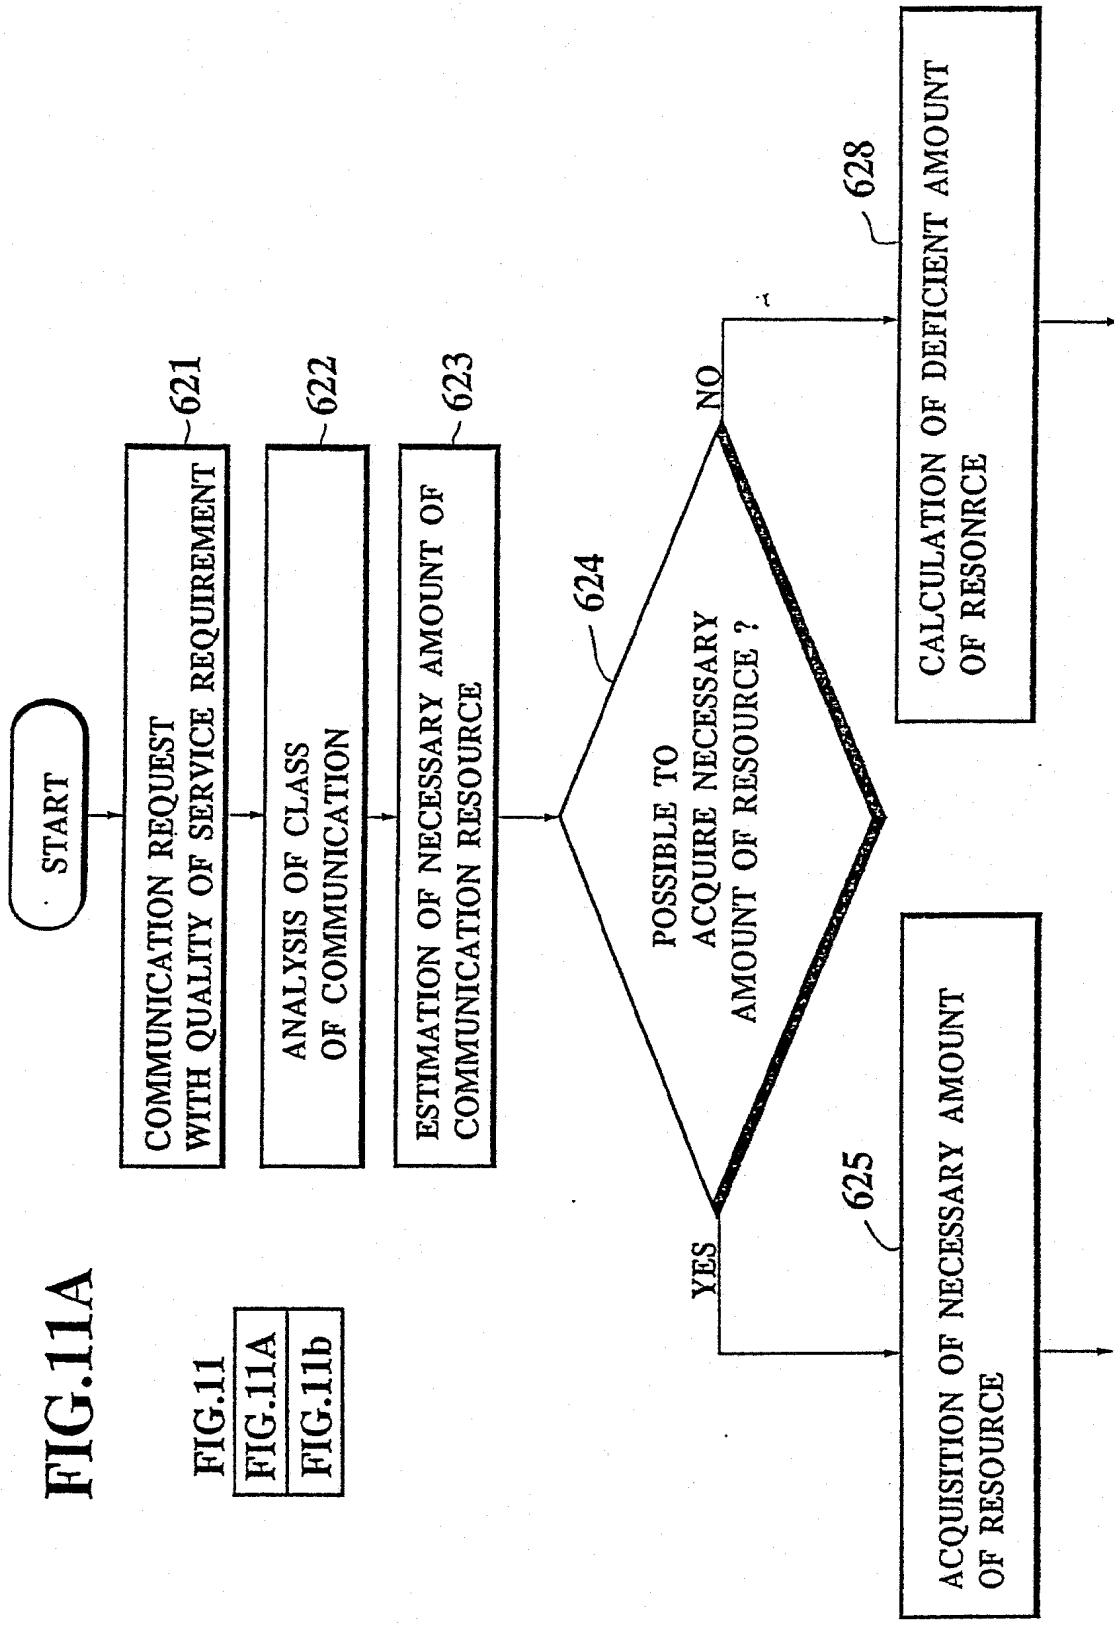 FIG.11A
FIG.11
FIG.11A
FIG.11b
START
COMMUNICATION REQUEST
WITH QUALITY OF SERVICE REQUIREMENT
621
ANALYSIS OF CLASS
OF COMMUNICATION
622
ESTIMATION OF NECESSARY AMOUNT OF
COMMUNICATION RESOURCE
623
624
POSSIBLE TO
ACQUIRE NECESSARY
AMOUNT OF RESOURCE ?
YES
NO
625
ACQUISITION OF NECESSARY AMOUNT
OF RESOURCE
628
CALCULATION OF DEFICIENT AMOUNT
OF RESONRCE